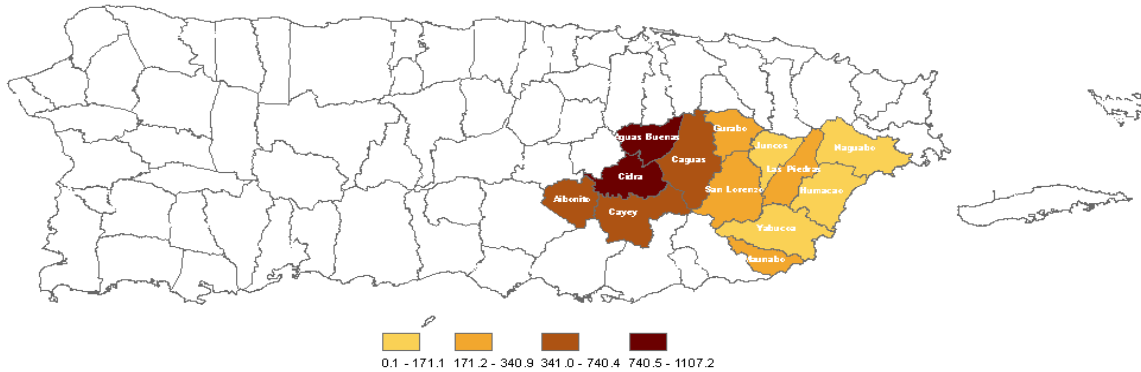 Aguas Buenas
Gurabo
Juncos
Naguabo
Caguas
Las Piedras
Cidra
San Lorenzo
Humacao
Aibonito
Cayey
Yabucoa
Maunabo
0.1 - 171.1 171.2 - 340.9 341.0 - 740.4 740.5 - 1107.2